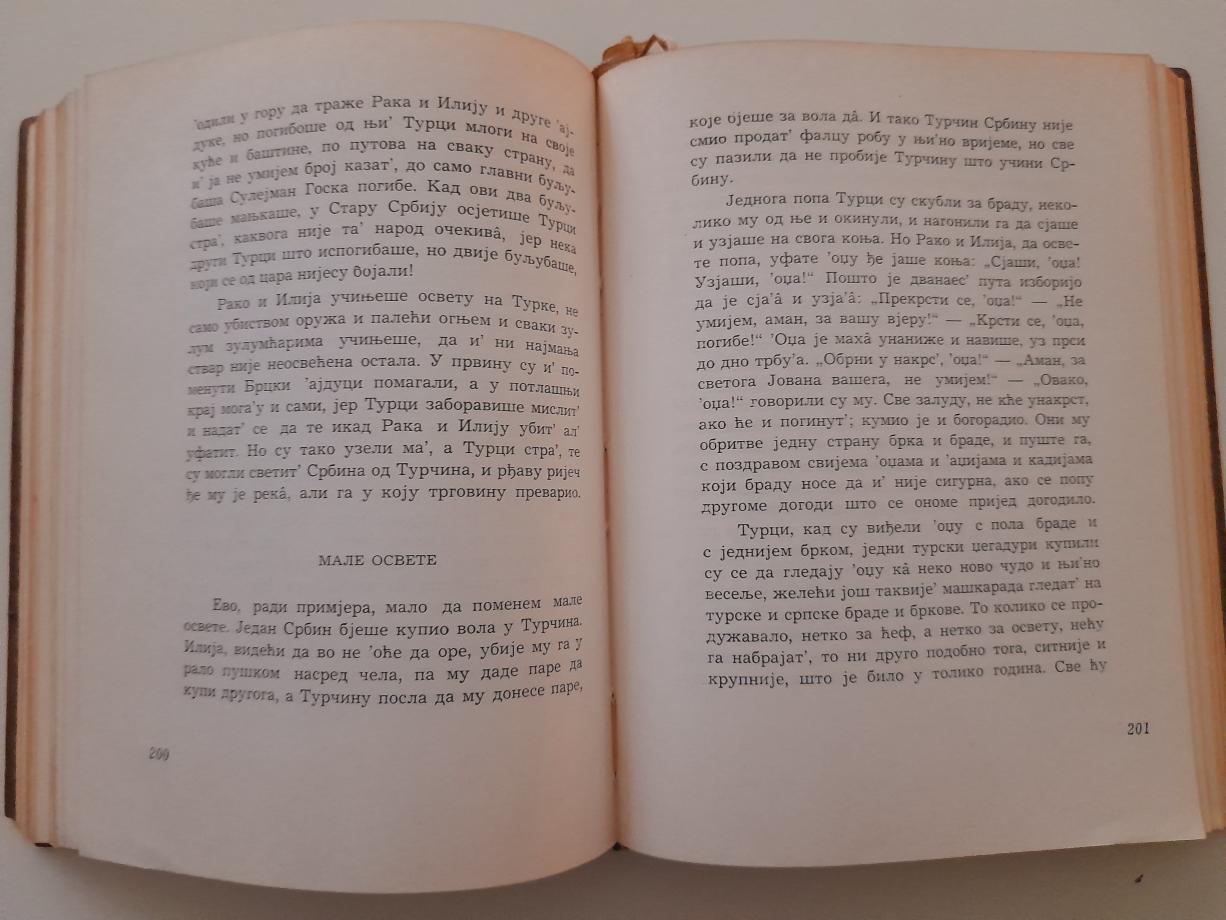 ’одили у гору да траже Рака и Илију и друге ’ај-
дуке, но погибоше од њи’ Турци млоги на своје
куће и баштине, по путова на сваку страну, да
и’ ја не умијем број казат’, до само главни буљу-
баша Сулејман Госка погибе. Кад ови два буљу-
баше мањкаше, у Стару Србију осјетише Турци
стра’, каквога није та’ народ очекивâ, јер нека
други Турци што испогибаше, но двије буљубаше,
који се од цара нијесу бојали!
Рако и Илија учињеше освету на Турке, не
само убиством оружа и палећи огњем и сваки зу-
лум зулумћарима учињеше, да и’ ни најмања
ствар није неосвећена остала. У првину су и’ по-
менути Брцки ’ајдуци помагали, а у потлашњи
крај мога’у и сами, јер Турци заборавише мислит’
и надат’ се да те икад Рака и Илију убит’ ал’
уфатит. Но су тако узели ма’, а Турци стра’, те
су могли светит’ Србина од Турчина, и рђаву ријеч
ђе му је рекâ, али га у коју трговину преварио.
МАЛЕ ОСВЕТЕ
Ево, ради примјера, мало да поменем мале
освете. Један Србин бјеше купио вола у Турчина.
Илија, видећи да во не ’оће да оре, убије му га у
рало пушком насред чела, па му даде паре да
купи другога, а Турчину посла да му донесе паре,
200
које бјеше за вола дâ. И тако Турчин Србину није
смио продат’ фалцу робу у њи’но вријеме, но све
су пазили да не пробије Турчину што учини Ср-
бину.
Једнога попа Турци су скубли за браду, неко-
лико му од ње и окинули, и нагонили га да сјаше
и узјаше на свога коња. Но Рако и Илија, да осве-
те попа, уфате ’оџу ђе јаше коња: „Сјаши, ’оџа!
Узјаши, ’оџа!“ Пошто је дванаес’ пута изборијо
да је сја’â и узја’â: „Прекрсти се, ’оџа!“ — „Не
умијем, аман, за вашу вјеру!“ — „Крсти се, ’оџа,
погибе!“ ’Оџа је махâ унаниже и навише, уз прси
до дно трбу’а. „Обрни у накрс’, ’оџа!“ — „Аман, за
светога Јована вашега, не умијем!“ — „Овако,
’оџа!“ говорили су му. Све залуду, не кће унакрст,
ако ће и погинут’; кумио је и богорадио. Они му
обритве једну страну брка и браде, и пуште га,
с поздравом свијема ’оџама и ’аџијама и кадијама
који браду носе да и’ није сигурна, ако се попу
другоме догоди што се ономе пријед догодило.
Турци, кад су виђели ’оџу с пола браде и
с једнијем брком, једни турски џегадури купили
су се да гледају ’оџу кâ неко ново чудо и њи’но
весеље, желећи још таквије’ машкарада гледат’ на
турске и српске браде и бркове. То колико се про-
дужавало, нетко за ћеф, а нетко за освету, нећу
га набрајат’, то ни друго подобно тога, ситније и
крупније, што је било у толико година. Све ћу
201